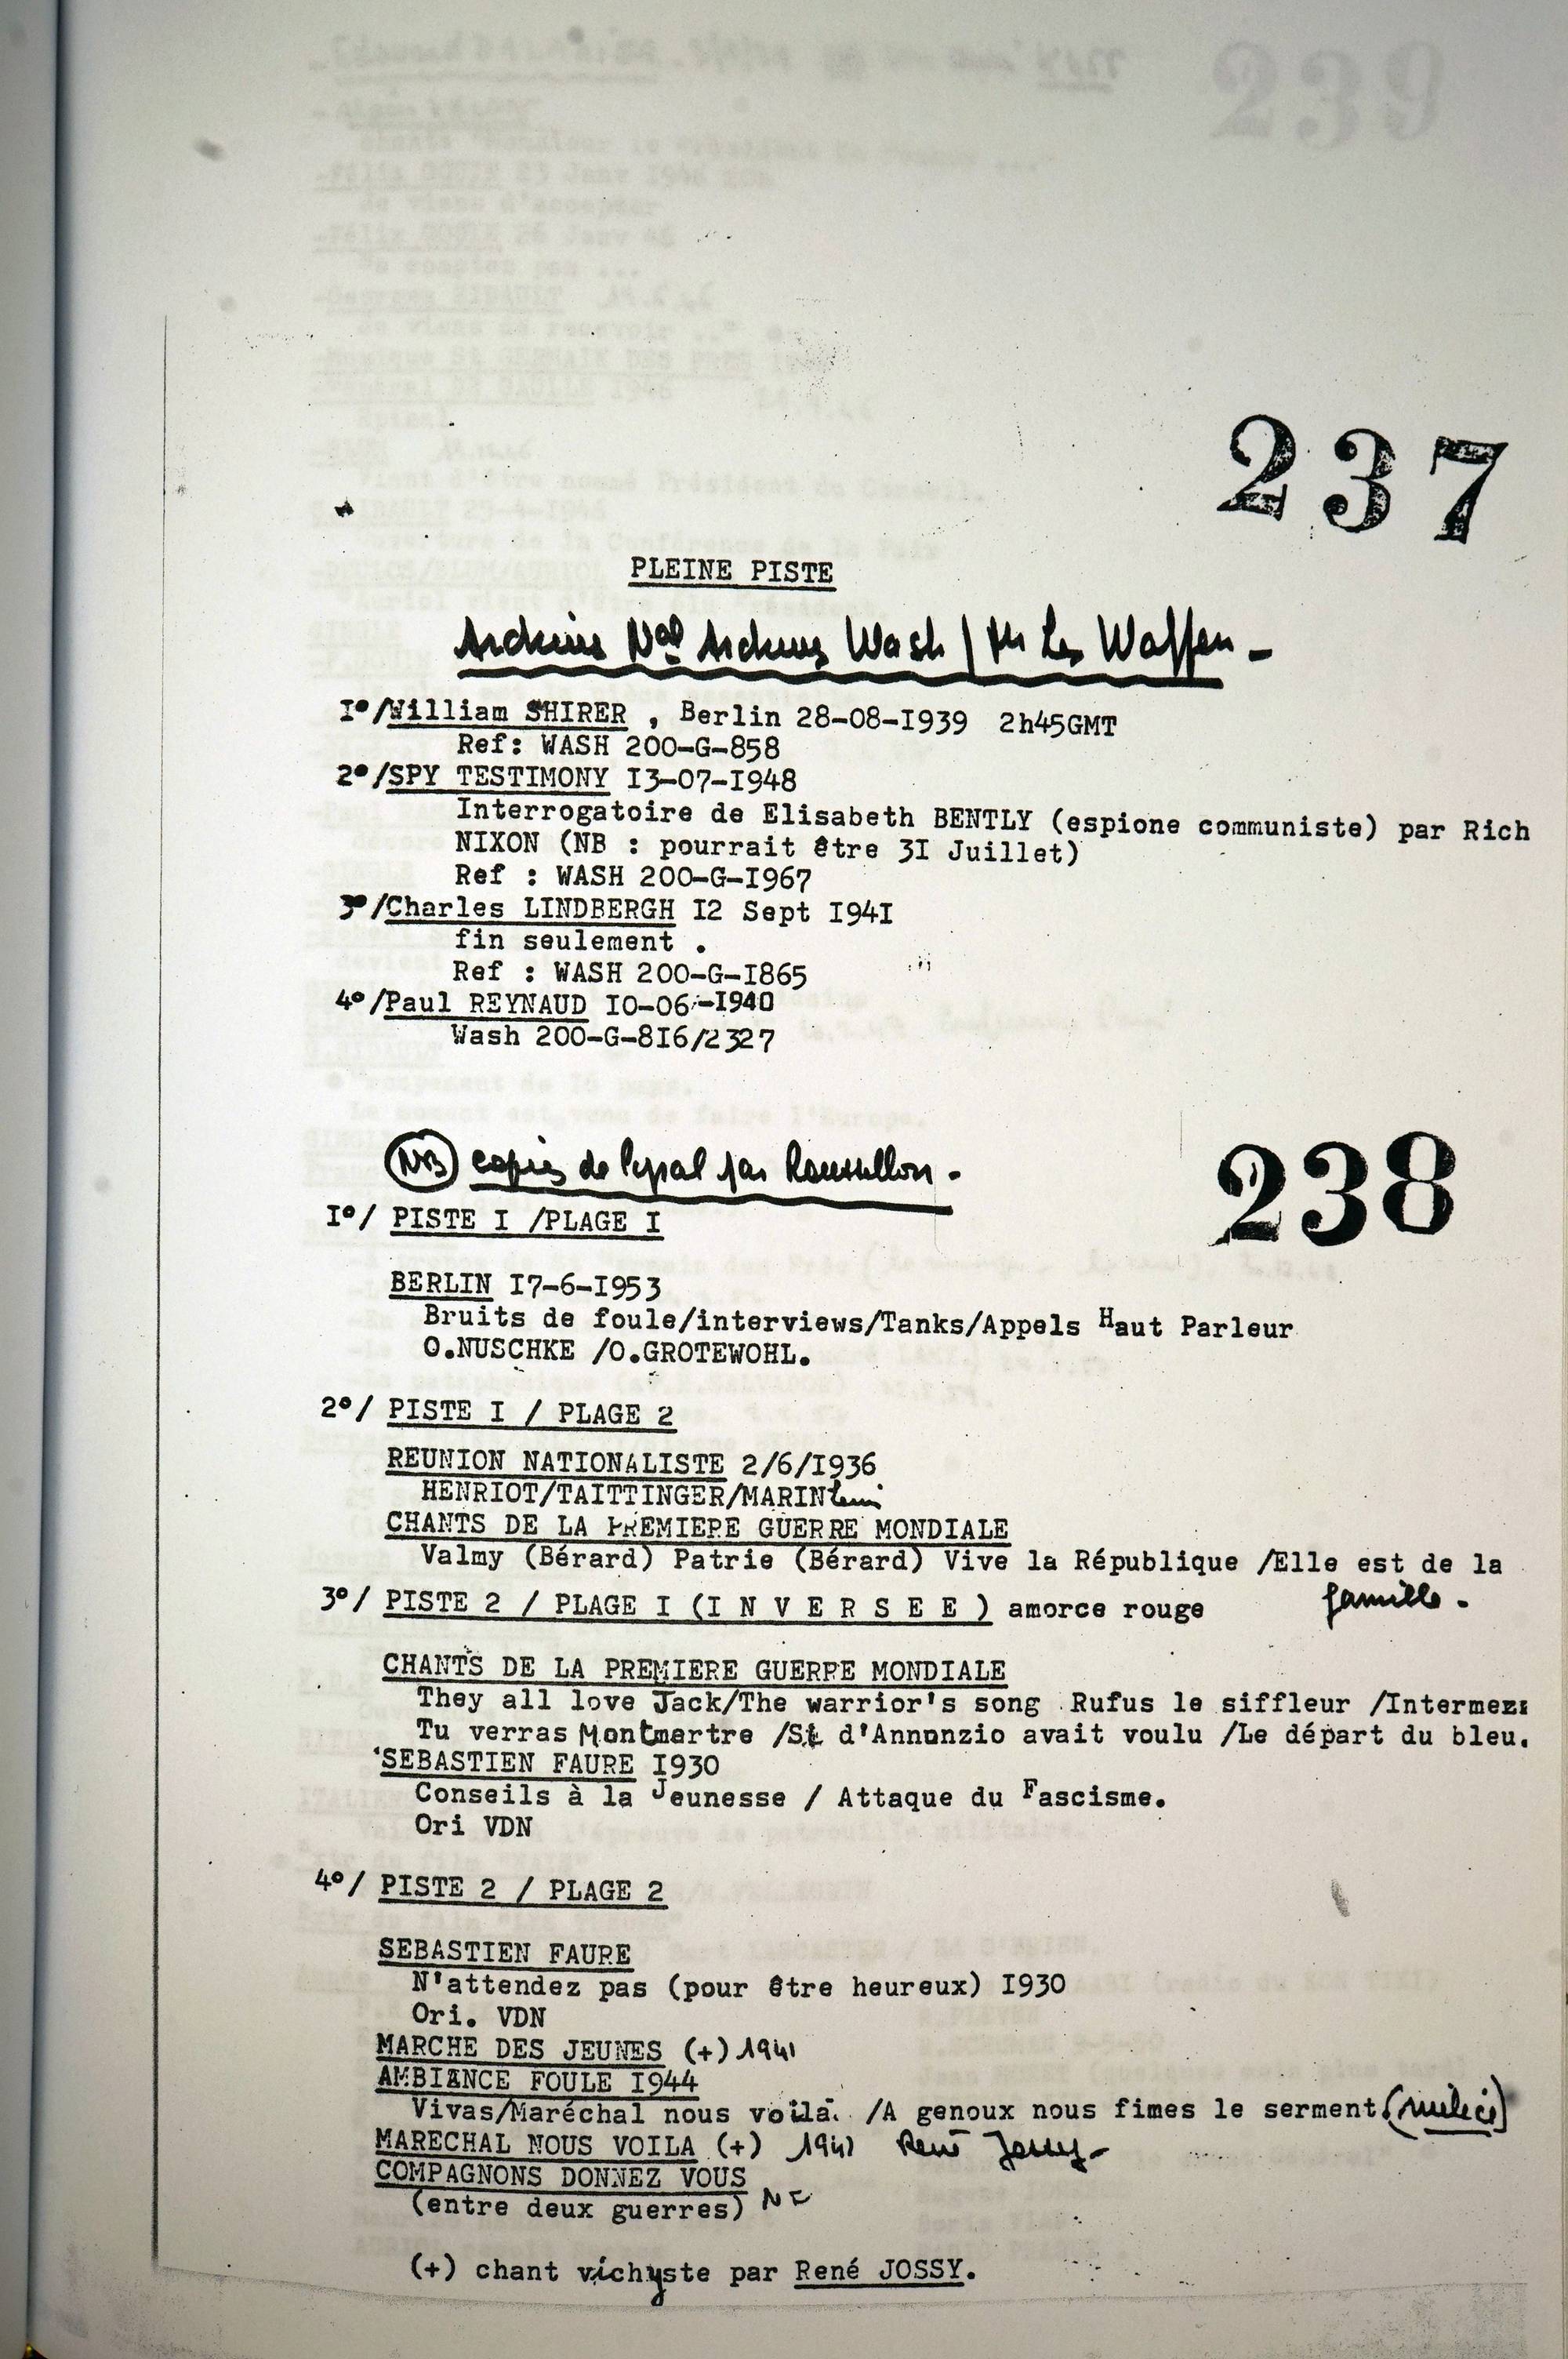 237
PLEINE PISTE
Archives Nal Archives Wash / Les Waffen -
I°/William SHIRER , Berlin 28-08-I939 2h45GMT
Ref: WASH 200-G-858
2°/SPY TESTIMONY I3-07-I948
Interrogatoire de Elisabeth BENTLY (espione communiste) par Rich
NIXON (NB : pourrait être 3I Juillet)
Ref : WASH 200-G-I967
3°/Charles LINDBERGH I2 Sept I94I
fin seulement .
Ref : WASH 200-G-I865
4°/Paul REYNAUD IO-06-I940
Wash 200-G-8I6/2327
NB copies de par Roussillon -
238
I°/ PISTE I /PLAGE I
BERLIN I7-6-I953
Bruits de foule/interviews/Tanks/Appels Haut Parleur
O.NUSCHKE /O.GROTEWOHL.
2°/ PISTE I / PLAGE 2
REUNION NATIONALISTE 2/6/I936
HENRIOT/TAITTINGER/MARIN
CHANTS DE LA PREMIERE GUERRE MONDIALE
Valmy (Bérard) Patrie (Bérard) Vive la République /Elle est de la
famille -
3°/ PISTE 2 / PLAGE I (I N V E R S E E ) amorce rouge
CHANTS DE LA PREMIERE GUERRE MONDIALE
They all love Jack/The warrior's song Rufus le siffleur /Intermezz
Tu verras Montmartre /Si d'Annunzio avait voulu /Le départ du bleu.
SEBASTIEN FAURE I930
Conseils à la Jeunesse / Attaque du Fascisme.
Ori VDN
4°/ PISTE 2 / PLAGE 2
SEBASTIEN FAURE
N'attendez pas (pour être heureux) I930
Ori. VDN
MARCHE DES JEUNES (+) 1941
AMBIANCE FOULE I944
Vivas/Maréchal nous voila. /A genoux nous fimes le serment.(milice)
MARECHAL NOUS VOILA (+) 1941 René Jossy -
COMPAGNONS DONNEZ VOUS
(entre deux guerres)
(+) chant vichyste par René JOSSY.